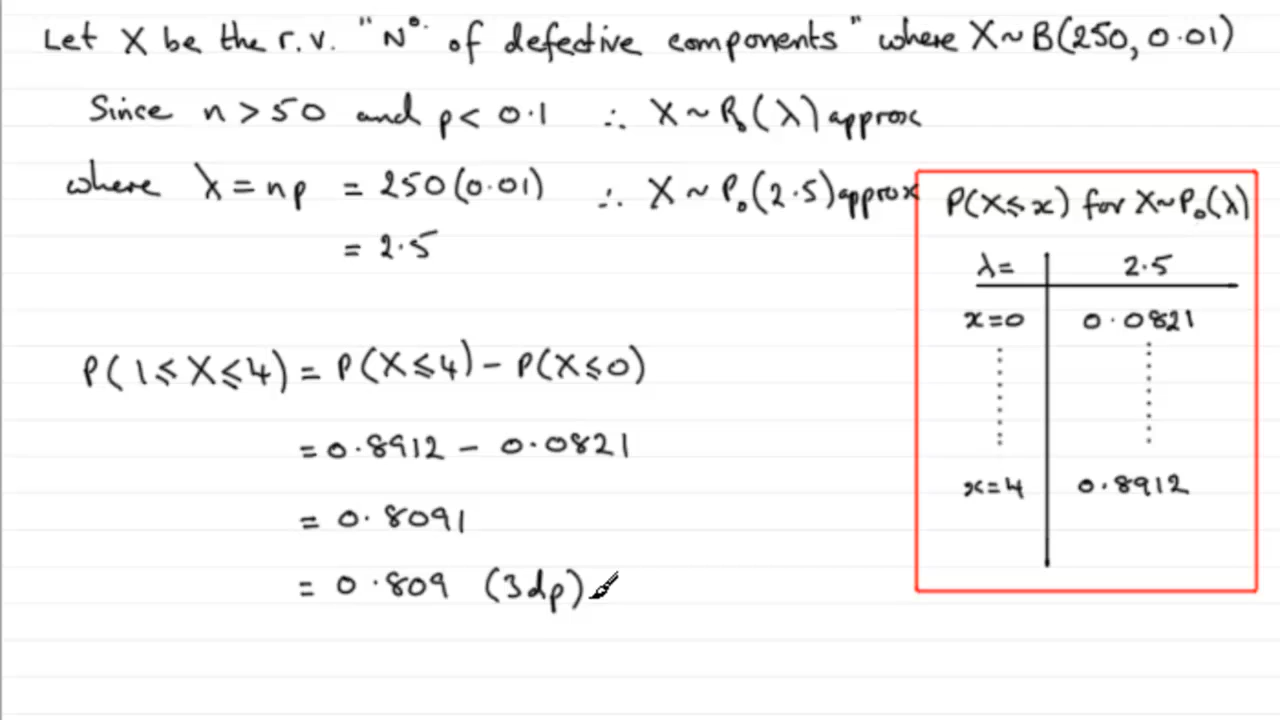 Let X be the r.v. "Nº. of defective components" where X~B(250, 0.01)
Since n > 50 and p < 0.1 ∴ X ~ Po(λ) approx
where λ = np = 250(0.01) ∴ X ~ Po(2.5) approx
= 2.5
P(1 ≤ X ≤ 4) = P(X ≤ 4) - P(X ≤ 0)
= 0.8912 - 0.0821
= 0.8091
= 0.809 (3dp)
P(X ≤ x) for X~Po(λ)
λ = 2.5
x = 0 0.0821
x = 4 0.8912